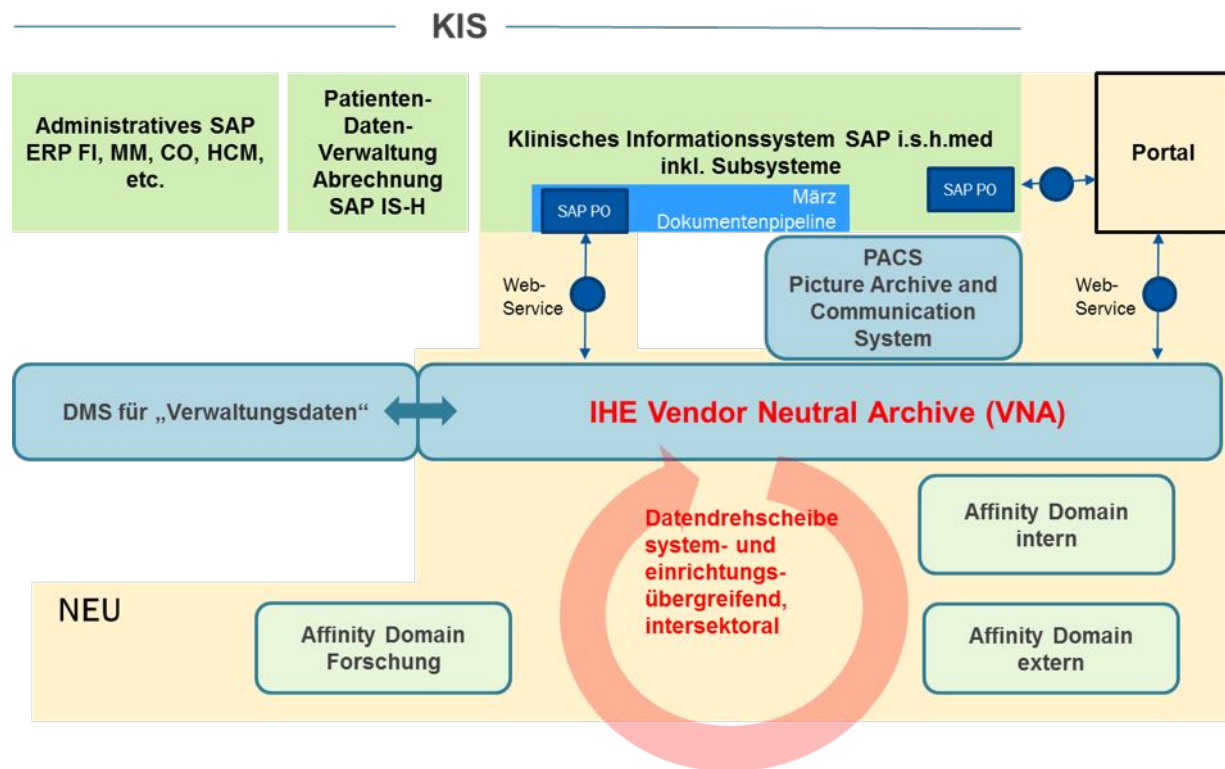 KIS
Administratives SAP
ERP FI, MM, CO, HCM,
etc.
Patienten-
Daten-
Verwaltung
Abrechnung
SAP IS-H
Klinisches Informationssystem SAP i.s.h.med
inkl. Subsysteme
SAP PO
März
Dokumentenpipeline
SAP PO
Portal
Web-
Service
PACS
Picture Archive and
Communication
System
Web-
Service
DMS für „Verwaltungsdaten“
IHE Vendor Neutral Archive (VNA)
Datendrehscheibe
system- und
einrichtungs-
übergreifend,
intersektoral
Affinity Domain
intern
NEU
Affinity Domain
Forschung
Affinity Domain
extern